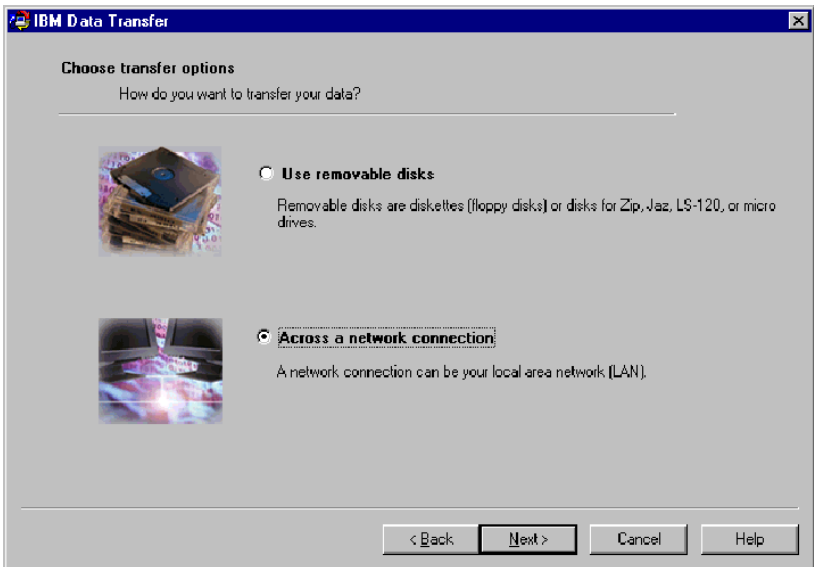 IBM Data Transfer
Choose transfer options
How do you want to transfer your data?
Use removable disks
Removable disks are diskettes (floppy disks) or disks for Zip, Jaz, LS-120, or micro
drives.
Across a network connection
A network connection can be your local area network (LAN).
< Back
Next >
Cancel
Help